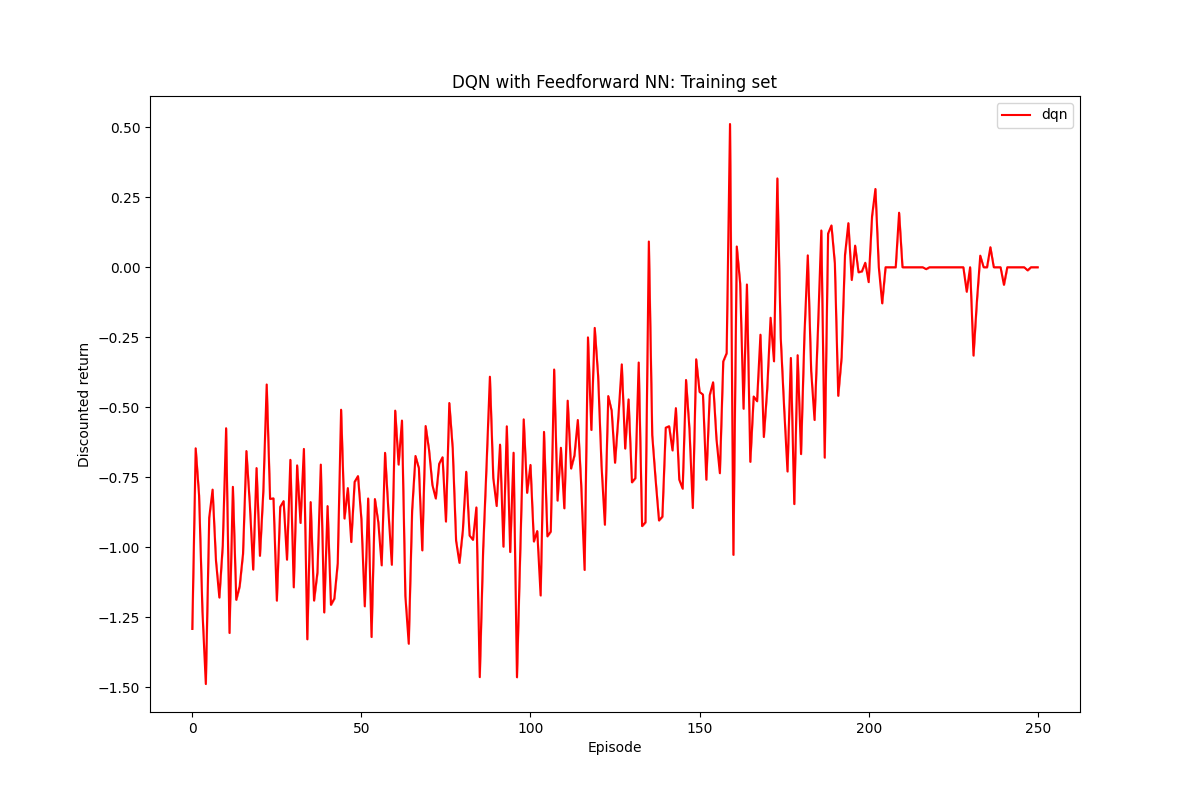 DQN with Feedforward NN: Training set
dqn
0.50
0.25
0.00
−0.25
−0.50
−0.75
−1.00
−1.25
−1.50
Discounted return
0 50 100 150 200 250
Episode